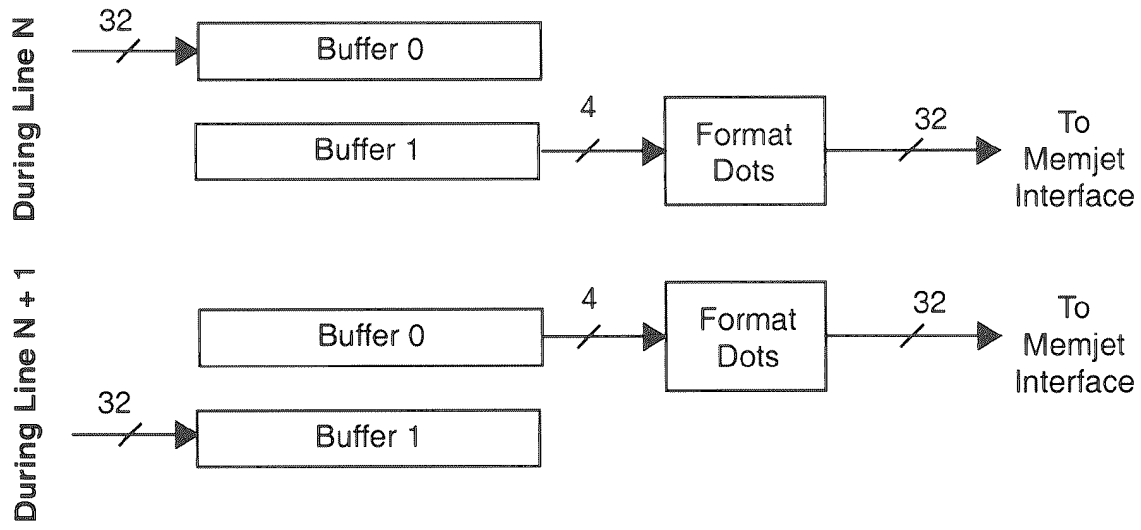 During Line N
32
Buffer 0
Buffer 1
4
Format
Dots
32
To
Memjet
Interface
During Line N + 1
Buffer 0
4
Format
Dots
32
To
Memjet
Interface
32
Buffer 1